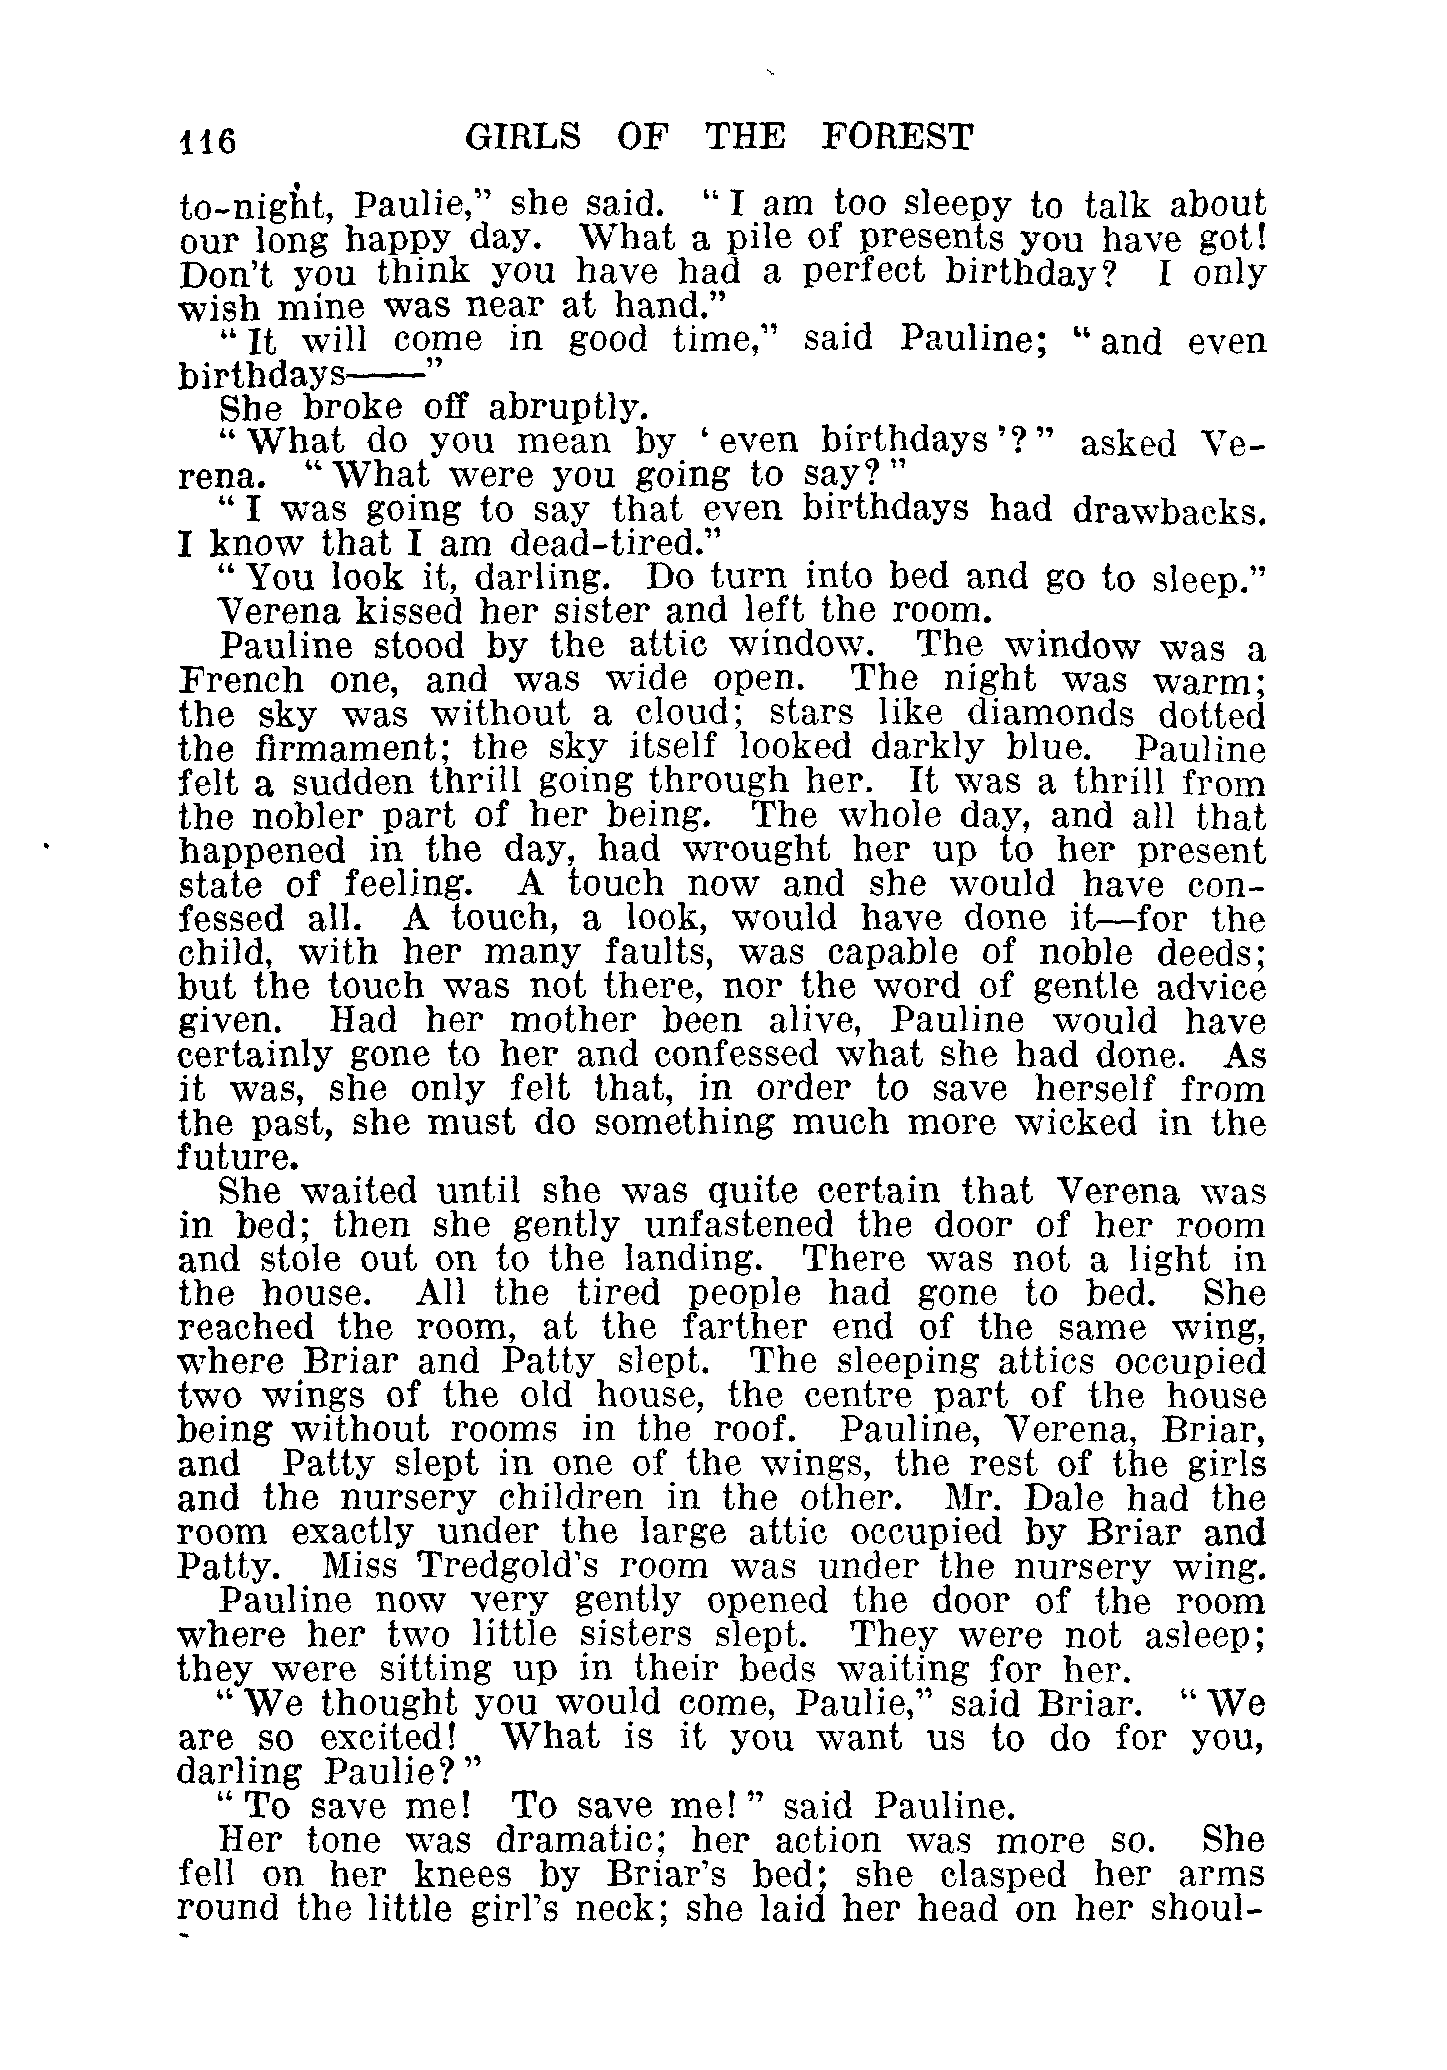 116 GIRLS OF THE FOREST
to-night, Paulie,” she said. “I am too sleepy to talk about
our long happy day. What a pile of presents you have got!
Don’t you think you have had a perfect birthday? I only
wish mine was near at hand.”
“It will come in good time,” said Pauline; “and even
birthdays——”
She broke off abruptly.
“What do you mean by ‘even birthdays’?” asked Ve-
rena. “What were you going to say?”
“I was going to say that even birthdays had drawbacks.
I know that I am dead-tired.”
“You look it, darling. Do turn into bed and go to sleep.”
Verena kissed her sister and left the room.
Pauline stood by the attic window. The window was a
French one, and was wide open. The night was warm;
the sky was without a cloud; stars like diamonds dotted
the firmament; the sky itself looked darkly blue. Pauline
felt a sudden thrill going through her. It was a thrill from
the nobler part of her being. The whole day, and all that
happened in the day, had wrought her up to her present
state of feeling. A touch now and she would have con-
fessed all. A touch, a look, would have done it—for the
child, with her many faults, was capable of noble deeds;
but the touch was not there, nor the word of gentle advice
given. Had her mother been alive, Pauline would have
certainly gone to her and confessed what she had done. As
it was, she only felt that, in order to save herself from
the past, she must do something much more wicked in the
future.
She waited until she was quite certain that Verena was
in bed; then she gently unfastened the door of her room
and stole out on to the landing. There was not a light in
the house. All the tired people had gone to bed. She
reached the room, at the farther end of the same wing,
where Briar and Patty slept. The sleeping attics occupied
two wings of the old house, the centre part of the house
being without rooms in the roof. Pauline, Verena, Briar,
and Patty slept in one of the wings, the rest of the girls
and the nursery children in the other. Mr. Dale had the
room exactly under the large attic occupied by Briar and
Patty. Miss Tredgold’s room was under the nursery wing.
Pauline now very gently opened the door of the room
where her two little sisters slept. They were not asleep;
they were sitting up in their beds waiting for her.
“We thought you would come, Paulie,” said Briar. “We
are so excited! What is it you want us to do for you,
darling Paulie?”
“To save me! To save me!” said Pauline.
Her tone was dramatic; her action was more so. She
fell on her knees by Briar’s bed; she clasped her arms
round the little girl’s neck; she laid her head on her shoul-